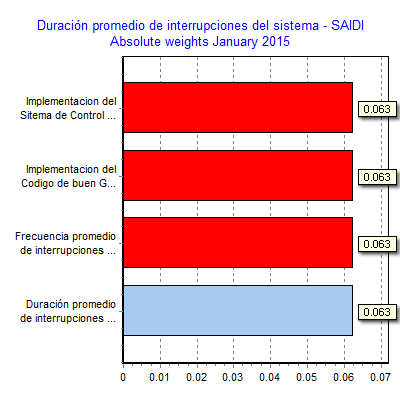 Duración promedio de interrupciones del sistema - SAIDI
Absolute weights January 2015
Implementacion del
Sitema de Control ...
0.063
Implementacion del
Codigo de buen G...
0.063
Frecuencia promedio
de interrupciones ...
0.063
Duración promedio
de interrupciones ...
0.063
0 0.01 0.02 0.03 0.04 0.05 0.06 0.07